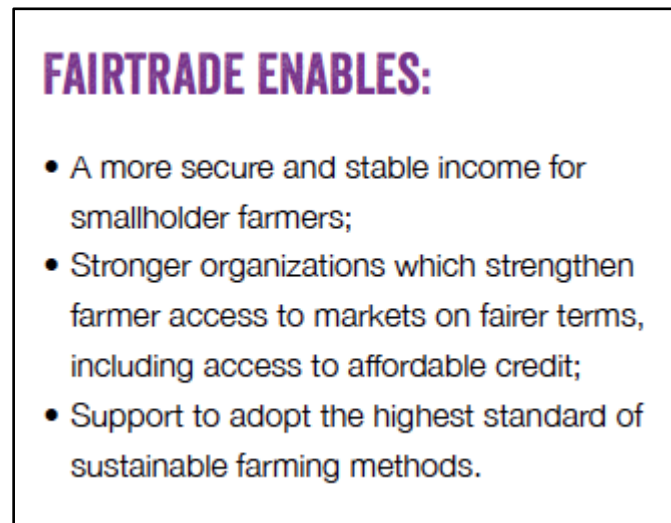 FAIRTRADE ENABLES:
• A more secure and stable income for
smallholder farmers;
• Stronger organizations which strengthen
farmer access to markets on fairer terms,
including access to affordable credit;
• Support to adopt the highest standard of
sustainable farming methods.